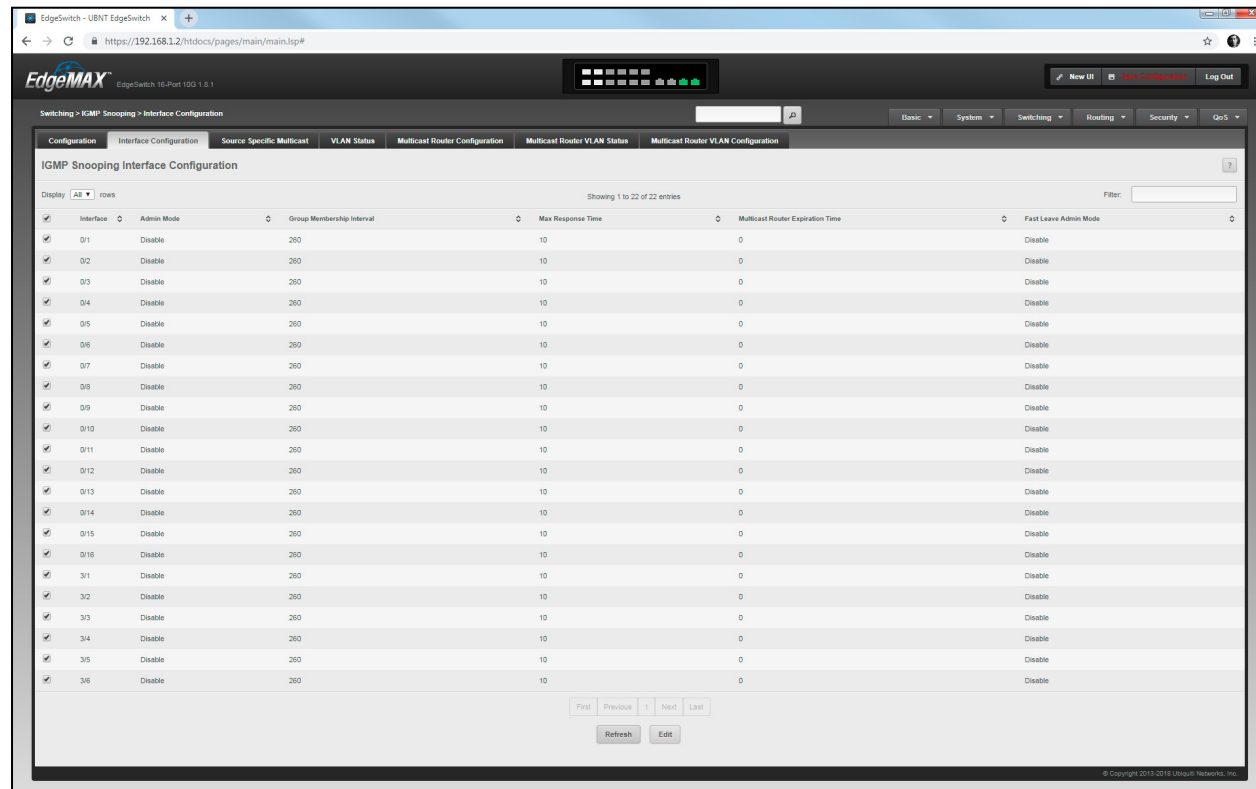 EdgeSwitch - UBNT EdgeSwitch
https://192.168.1.2/htdocs/pages/main/main.lsp#
EdgeMAX EdgeSwitch 16-Port 10G 1.8.1
New UI Save Configuration Log Out
Switching > IGMP Snooping > Interface Configuration
Basic System Switching Routing Security QoS
Configuration Interface Configuration Source Specific Multicast VLAN Status Multicast Router Configuration Multicast Router VLAN Status Multicast Router VLAN Configuration
IGMP Snooping Interface Configuration ?
Display All rows Showing 1 to 22 of 22 entries Filter:
Interface Admin Mode Group Membership Interval Max Response Time Multicast Router Expiration Time Fast Leave Admin Mode
0/1 Disable 260 10 0 Disable
0/2 Disable 260 10 0 Disable
0/3 Disable 260 10 0 Disable
0/4 Disable 260 10 0 Disable
0/5 Disable 260 10 0 Disable
0/6 Disable 260 10 0 Disable
0/7 Disable 260 10 0 Disable
0/8 Disable 260 10 0 Disable
0/9 Disable 260 10 0 Disable
0/10 Disable 260 10 0 Disable
0/11 Disable 260 10 0 Disable
0/12 Disable 260 10 0 Disable
0/13 Disable 260 10 0 Disable
0/14 Disable 260 10 0 Disable
0/15 Disable 260 10 0 Disable
0/16 Disable 260 10 0 Disable
3/1 Disable 260 10 0 Disable
3/2 Disable 260 10 0 Disable
3/3 Disable 260 10 0 Disable
3/4 Disable 260 10 0 Disable
3/5 Disable 260 10 0 Disable
3/6 Disable 260 10 0 Disable
First Previous 1 Next Last
Refresh Edit
© Copyright 2013-2018 Ubiquiti Networks, Inc.